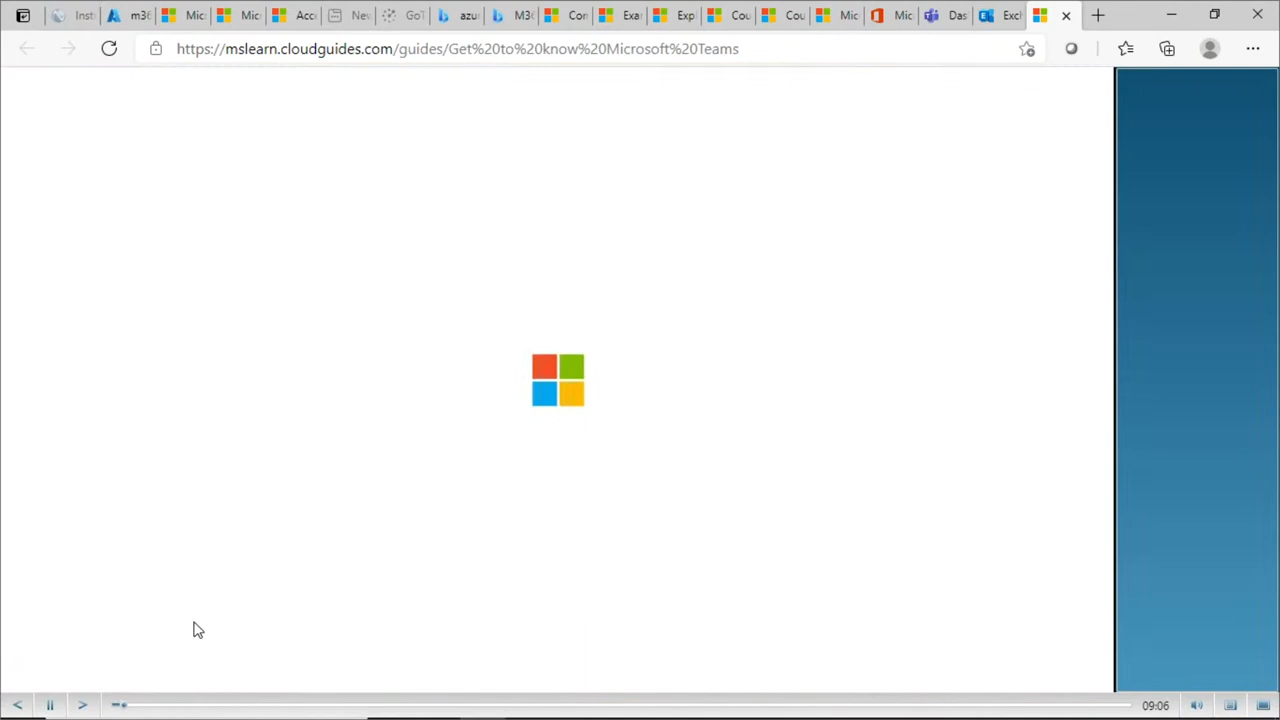 Inst
m36
Mic
Mic
Acc
Nev
GoT
azu
M3
Cor
Exa
Exp
Cou
Cou
Mic
Mic
Das
Excl
https://mslearn.cloudguides.com/guides/Get%20to%20know%20Microsoft%20Teams
09:06